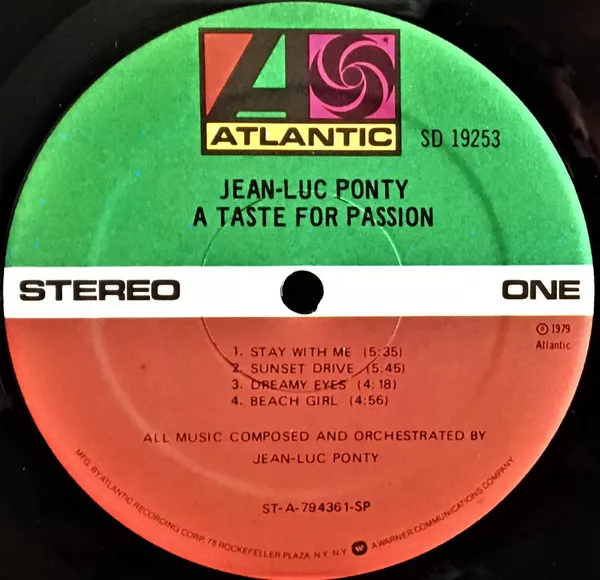 ATLANTIC
SD 19253
JEAN-LUC PONTY
A TASTE FOR PASSION
STEREO
ONE
℗ 1979
Atlantic
1. STAY WITH ME (5:35)
2. SUNSET DRIVE (5:45)
3. DREAMY EYES (4:18)
4. BEACH GIRL (4:56)
ALL MUSIC COMPOSED AND ORCHESTRATED BY
JEAN-LUC PONTY
ST-A-794361-SP
MFG. BY ATLANTIC RECORDING CORP. 75 ROCKEFELLER PLAZA, N.Y., N.Y. A WARNER COMMUNICATIONS COMPANY